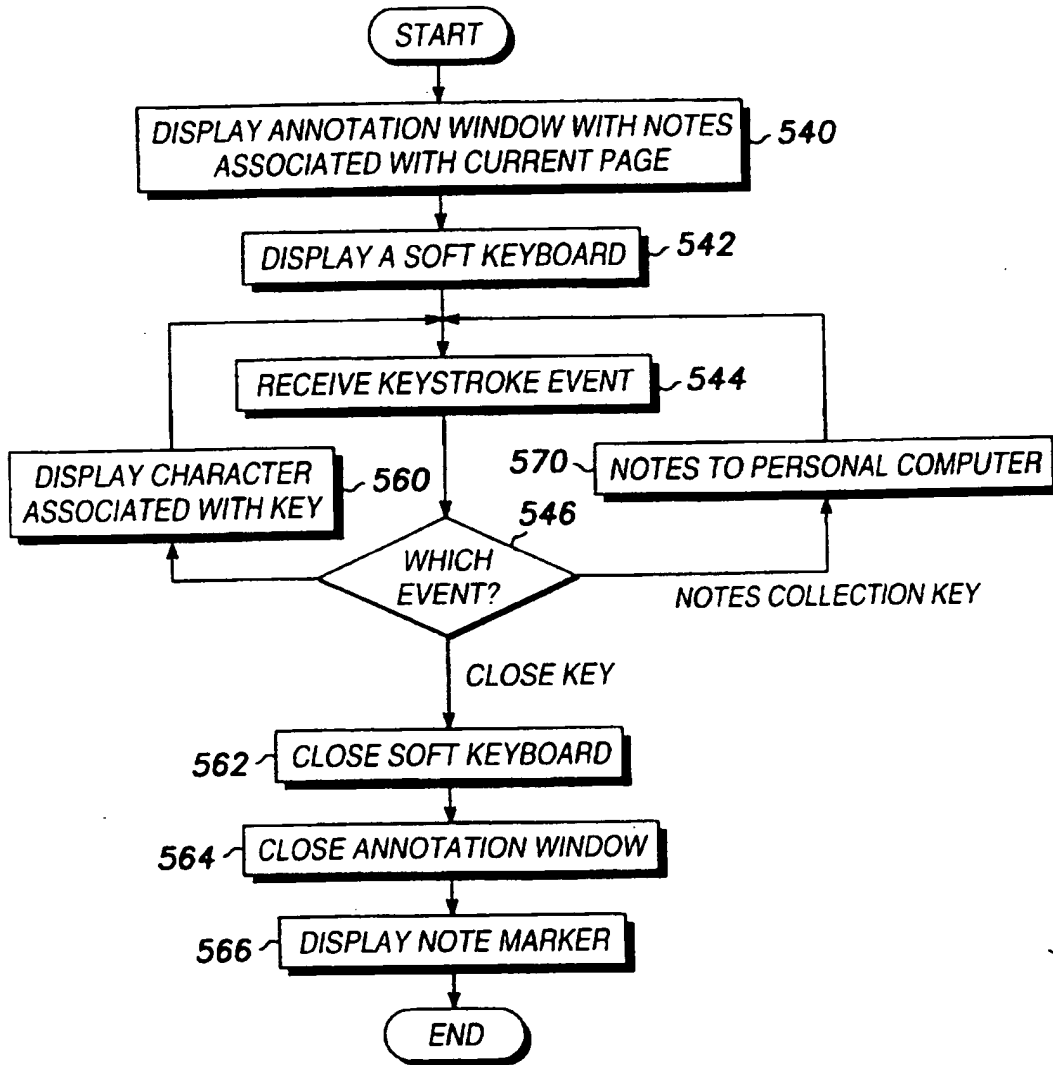 START
DISPLAY ANNOTATION WINDOW WITH NOTES
ASSOCIATED WITH CURRENT PAGE
540
DISPLAY A SOFT KEYBOARD
542
RECEIVE KEYSTROKE EVENT
544
DISPLAY CHARACTER
ASSOCIATED WITH KEY
560
570
NOTES TO PERSONAL COMPUTER
546
WHICH
EVENT?
NOTES COLLECTION KEY
CLOSE KEY
562
CLOSE SOFT KEYBOARD
564
CLOSE ANNOTATION WINDOW
566
DISPLAY NOTE MARKER
END